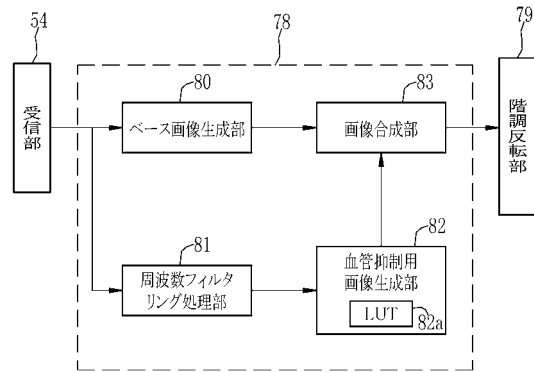 54
受信部
78
79
階調反転部
80
ベース画像生成部
83
画像合成部
81
周波数フィルタ
リング処理部
82
血管抑制用
画像生成部
LUT
82a